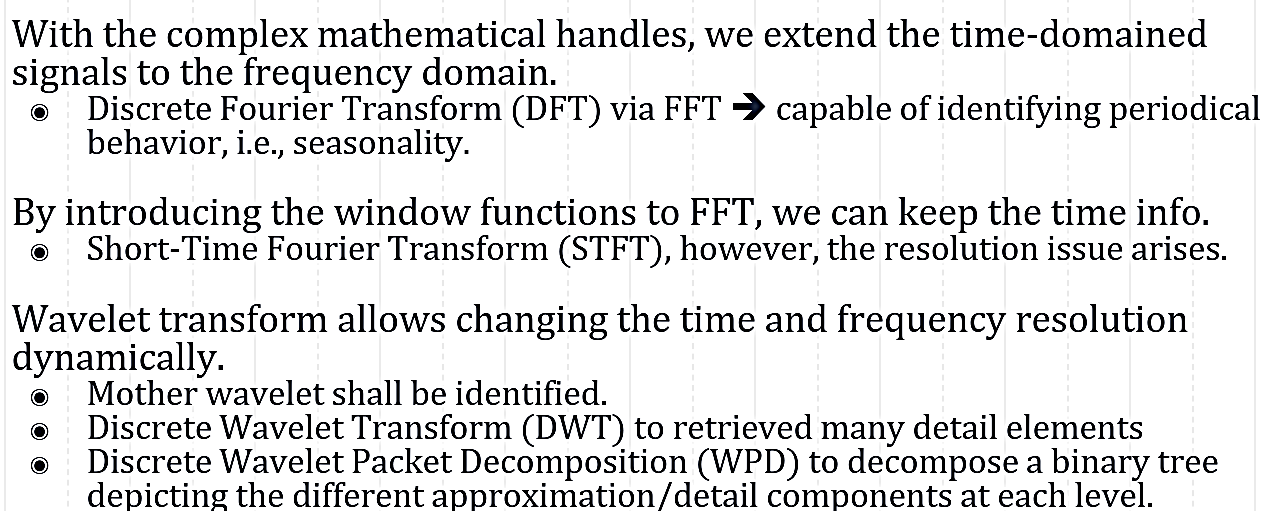 With the complex mathematical handles, we extend the time-domained
signals to the frequency domain.
◉ Discrete Fourier Transform (DFT) via FFT ➔ capable of identifying periodical
behavior, i.e., seasonality.
By introducing the window functions to FFT, we can keep the time info.
◉ Short-Time Fourier Transform (STFT), however, the resolution issue arises.
Wavelet transform allows changing the time and frequency resolution
dynamically.
◉ Mother wavelet shall be identified.
◉ Discrete Wavelet Transform (DWT) to retrieved many detail elements
◉ Discrete Wavelet Packet Decomposition (WPD) to decompose a binary tree
depicting the different approximation/detail components at each level.